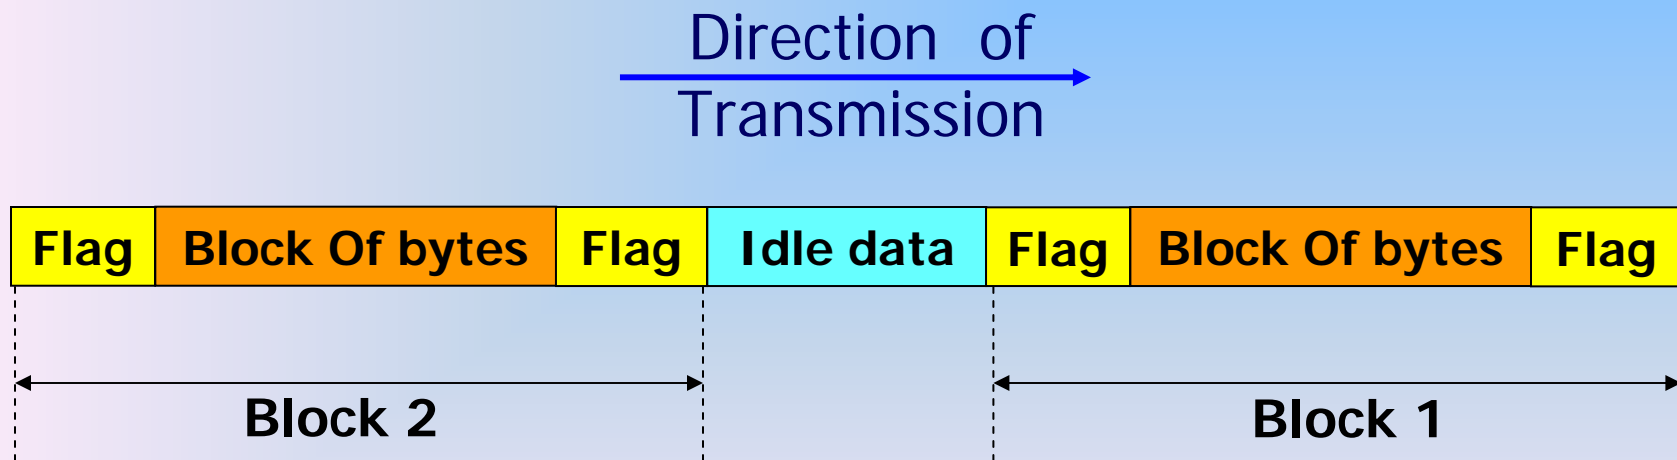 Direction of
Transmission
Flag Block Of bytes Flag Idle data Flag Block Of bytes Flag
Block 2 Block 1